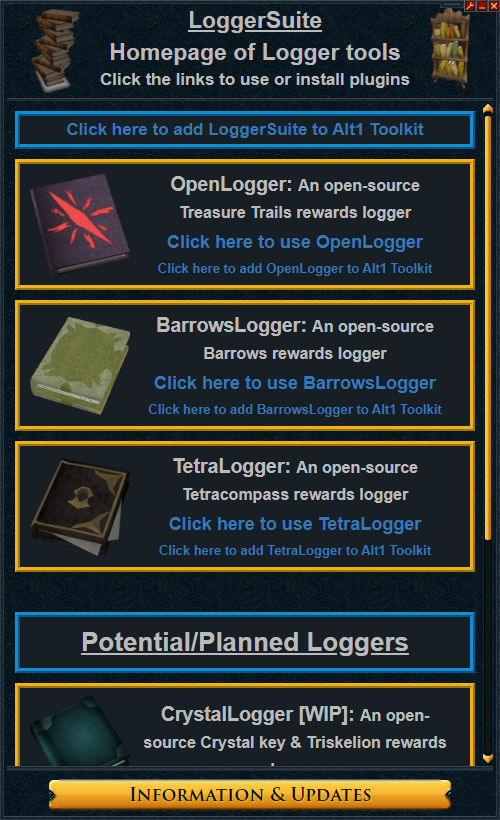 LoggerSuite
Homepage of Logger tools
Click the links to use or install plugins
Click here to add LoggerSuite to Alt1 Toolkit
OpenLogger: An open-source
Treasure Trails rewards logger
Click here to use OpenLogger
Click here to add OpenLogger to Alt1 Toolkit
BarrowsLogger: An open-source
Barrows rewards logger
Click here to use BarrowsLogger
Click here to add BarrowsLogger to Alt1 Toolkit
TetraLogger: An open-source
Tetracompass rewards logger
Click here to use TetraLogger
Click here to add TetraLogger to Alt1 Toolkit
Potential/Planned Loggers
CrystalLogger [WIP]: An open-
source Crystal key & Triskelion rewards
Information & Updates